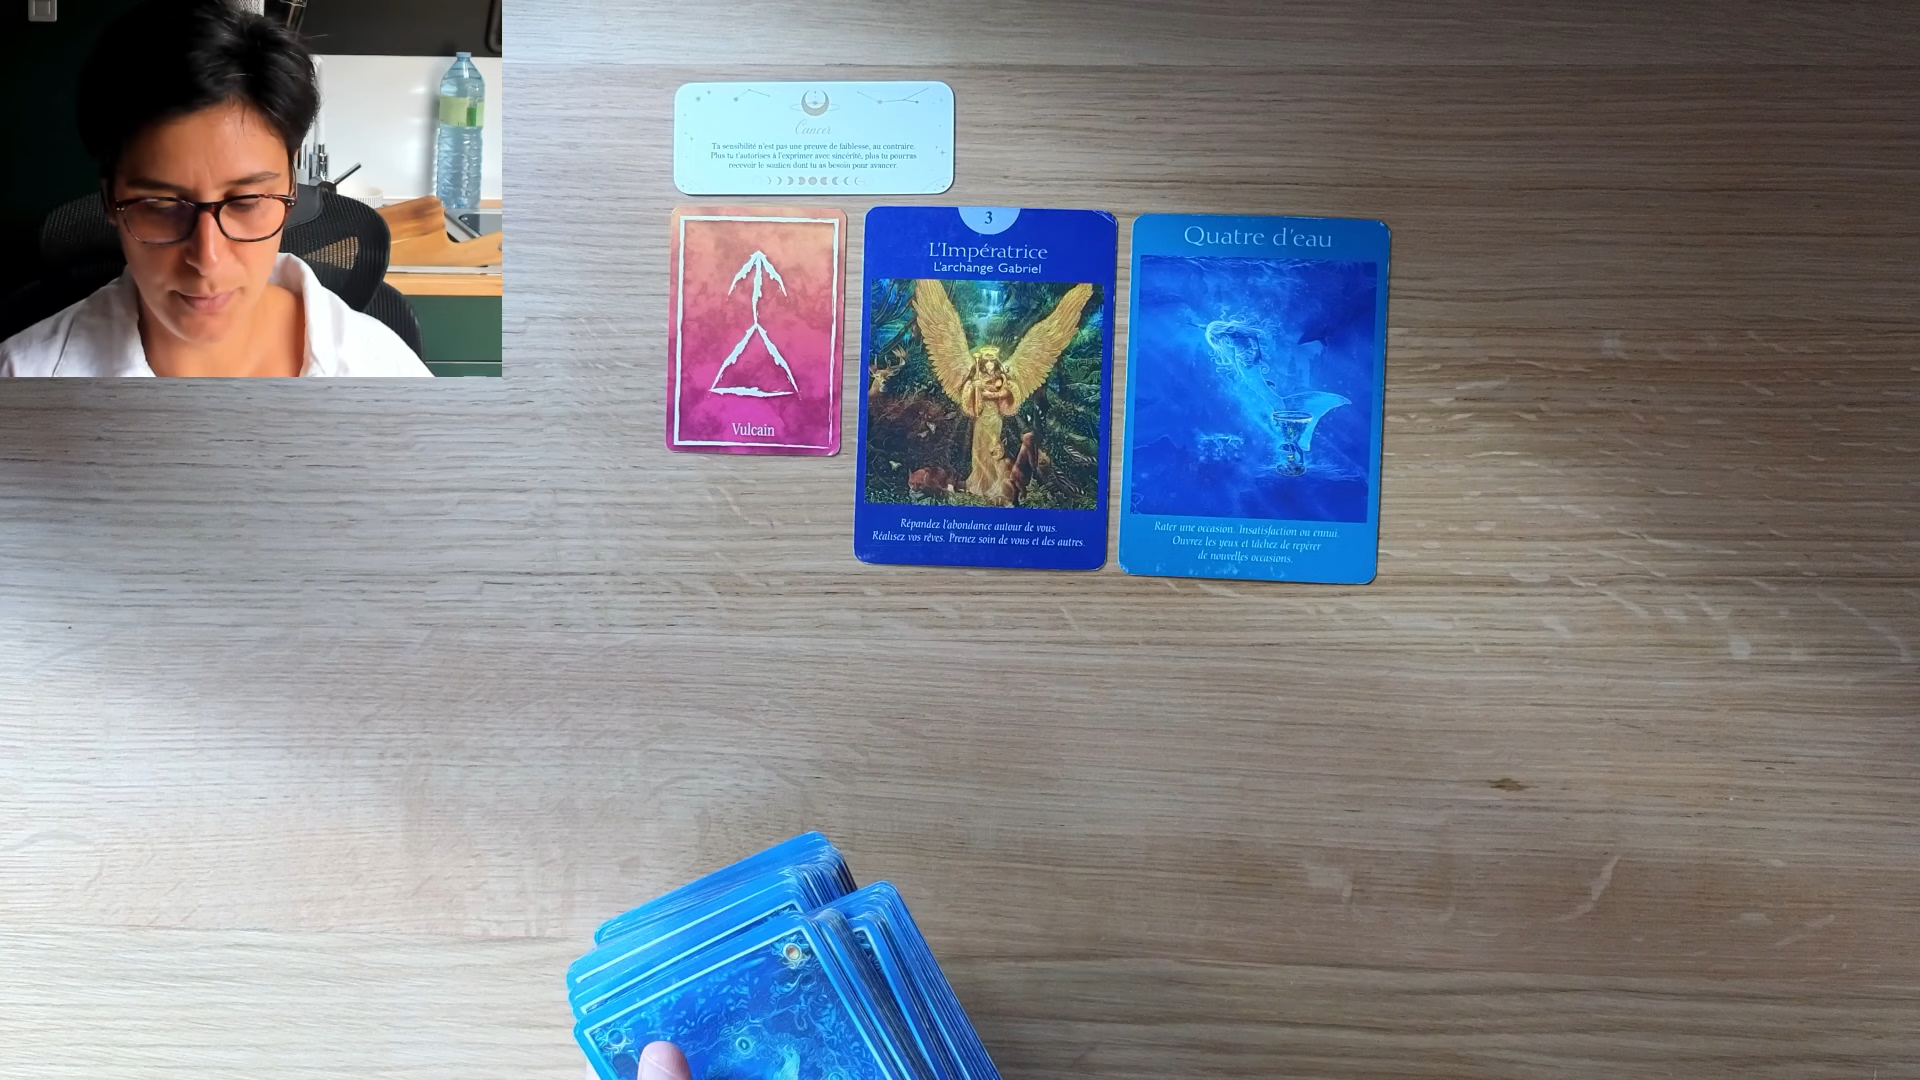 Cancer
Ta sensibilité n'est pas une preuve de faiblesse, au contraire.
Plus tu t'autorises à l'exprimer avec sincérité, plus tu pourras
recevoir le soutien dont tu as besoin pour avancer.
Vulcain
3
L'Impératrice
L'archange Gabriel
Répandez l'abondance autour de vous.
Réalisez vos rêves. Prenez soin de vous et des autres.
Quatre d'eau
Rater une occasion. Insatisfaction ou ennui.
Ouvrez les yeux et tâchez de repérer
de nouvelles occasions.